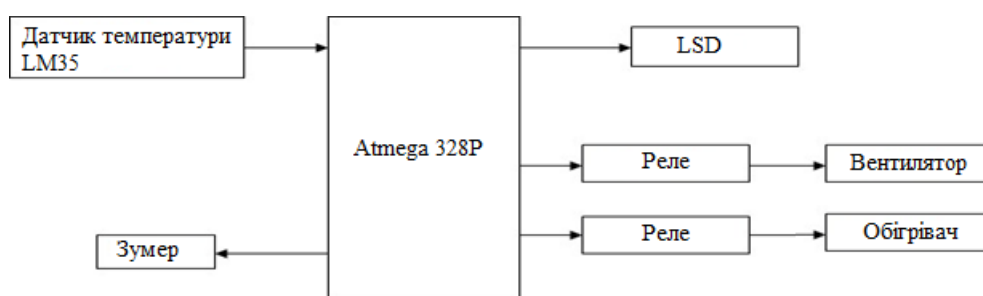 Датчик температури
LM35
LSD
Atmega 328P
Реле
Вентилятор
Реле
Обігрівач
Зумер